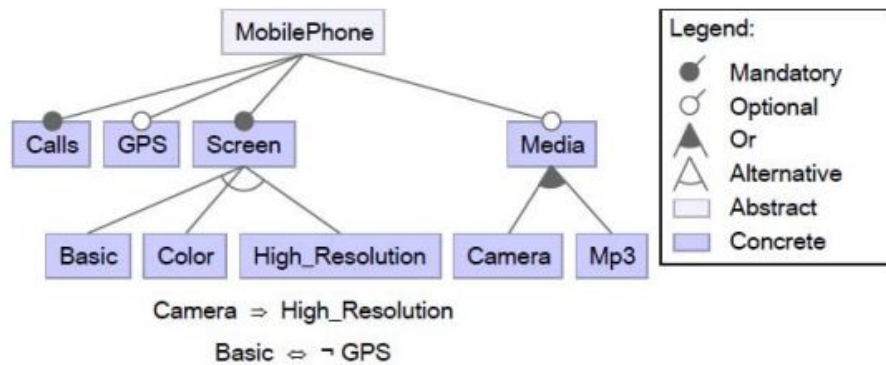 MobilePhone
Legend:
Mandatory
Optional
Or
Alternative
Abstract
Concrete
Calls GPS Screen Media
Basic Color High_Resolution Camera Mp3
Camera ⇒ High_Resolution
Basic ⇔ ¬ GPS